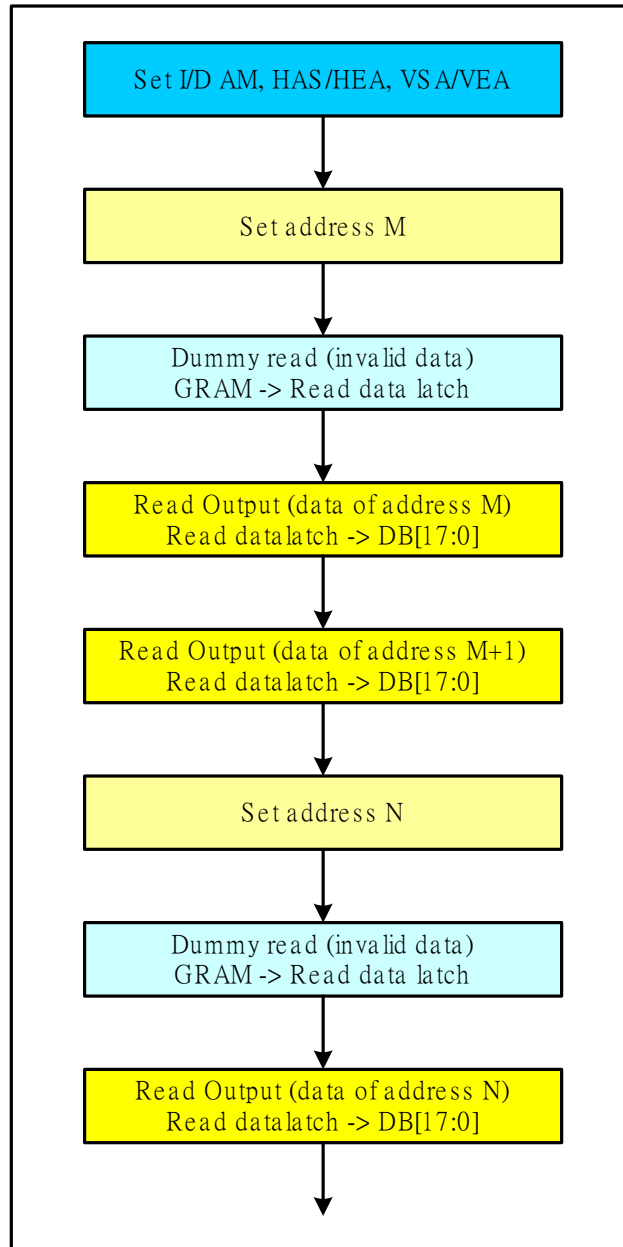 Set I/D AM, HAS/HEA, VSA/VEA
Set address M
Dummy read (invalid data)
GRAM -> Read data latch
Read Output (data of address M)
Read datalatch -> DB[17:0]
Read Output (data of address M+1)
Read datalatch -> DB[17:0]
Set address N
Dummy read (invalid data)
GRAM -> Read data latch
Read Output (data of address N)
Read datalatch -> DB[17:0]